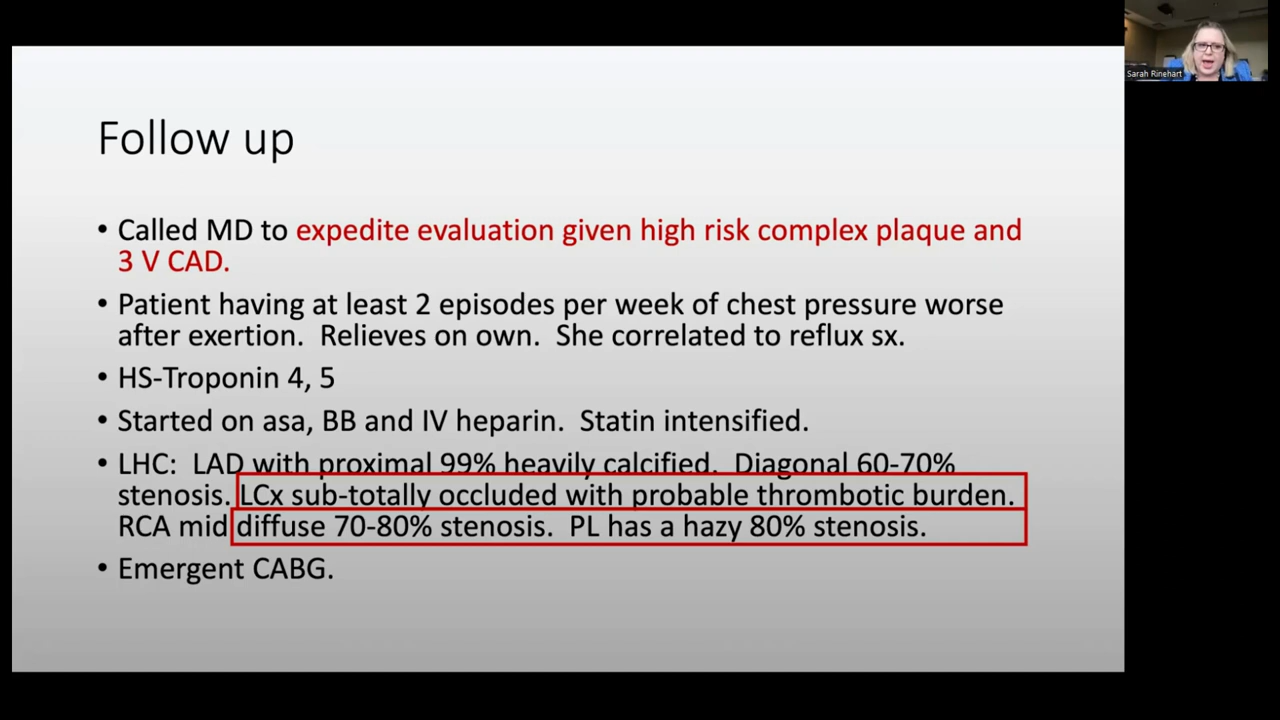 Sarah Rinehart
Follow up
• Called MD to expedite evaluation given high risk complex plaque and
3 V CAD.
• Patient having at least 2 episodes per week of chest pressure worse
after exertion.  Relieves on own.  She correlated to reflux sx.
• HS-Troponin 4, 5
• Started on asa, BB and IV heparin.  Statin intensified.
• LHC:  LAD with proximal 99% heavily calcified.  Diagonal 60-70%
stenosis. LCx sub-totally occluded with probable thrombotic burden.
RCA mid diffuse 70-80% stenosis.  PL has a hazy 80% stenosis.
• Emergent CABG.